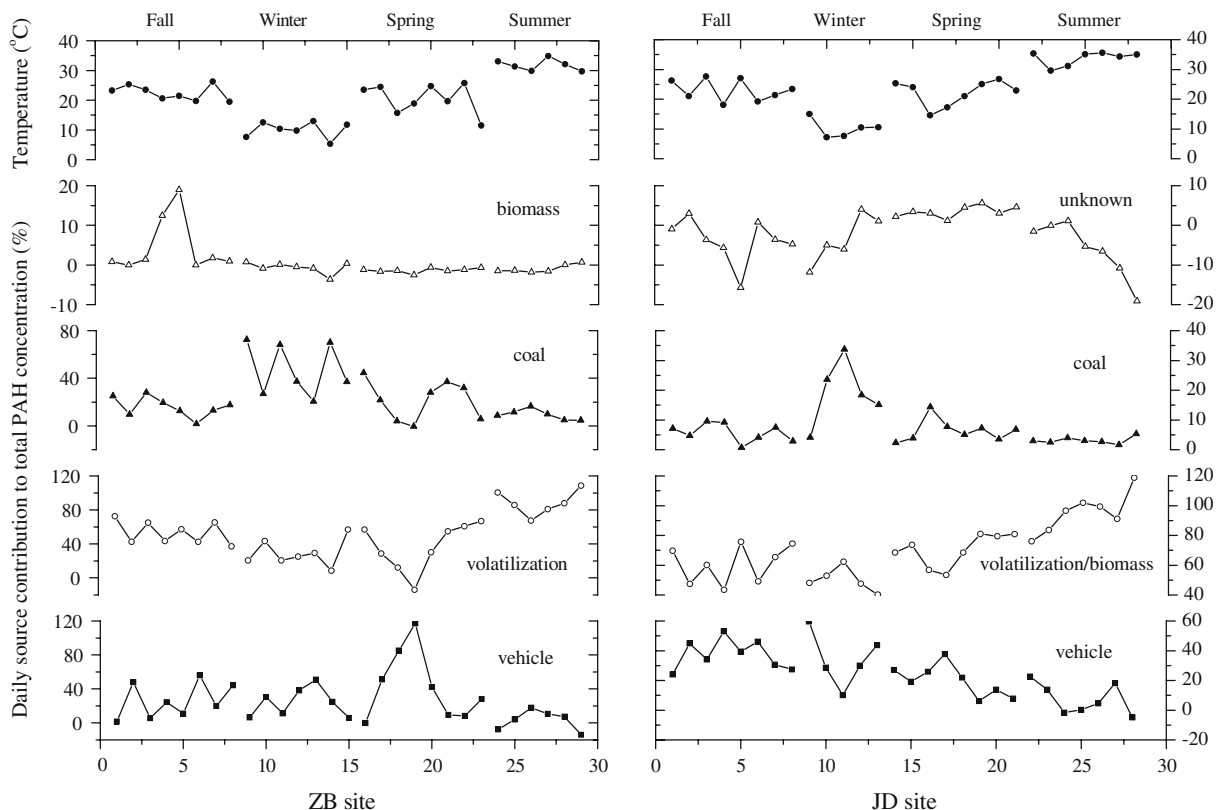 Fall Winter Spring Summer
Fall Winter Spring Summer
Temperature (°C)
40
30
20
10
0
40
30
20
10
0
Daily source contribution to total PAH concentration (%)
20
10
0
-10
biomass
unknown
10
0
-10
-20
80
40
0
coal
coal
40
30
20
10
0
120
80
40
0
volatilization
volatilization/biomass
120
100
80
60
40
120
80
40
0
vehicle
vehicle
60
40
20
0
-20
0 5 10 15 20 25 30
0 5 10 15 20 25 30
ZB site
JD site